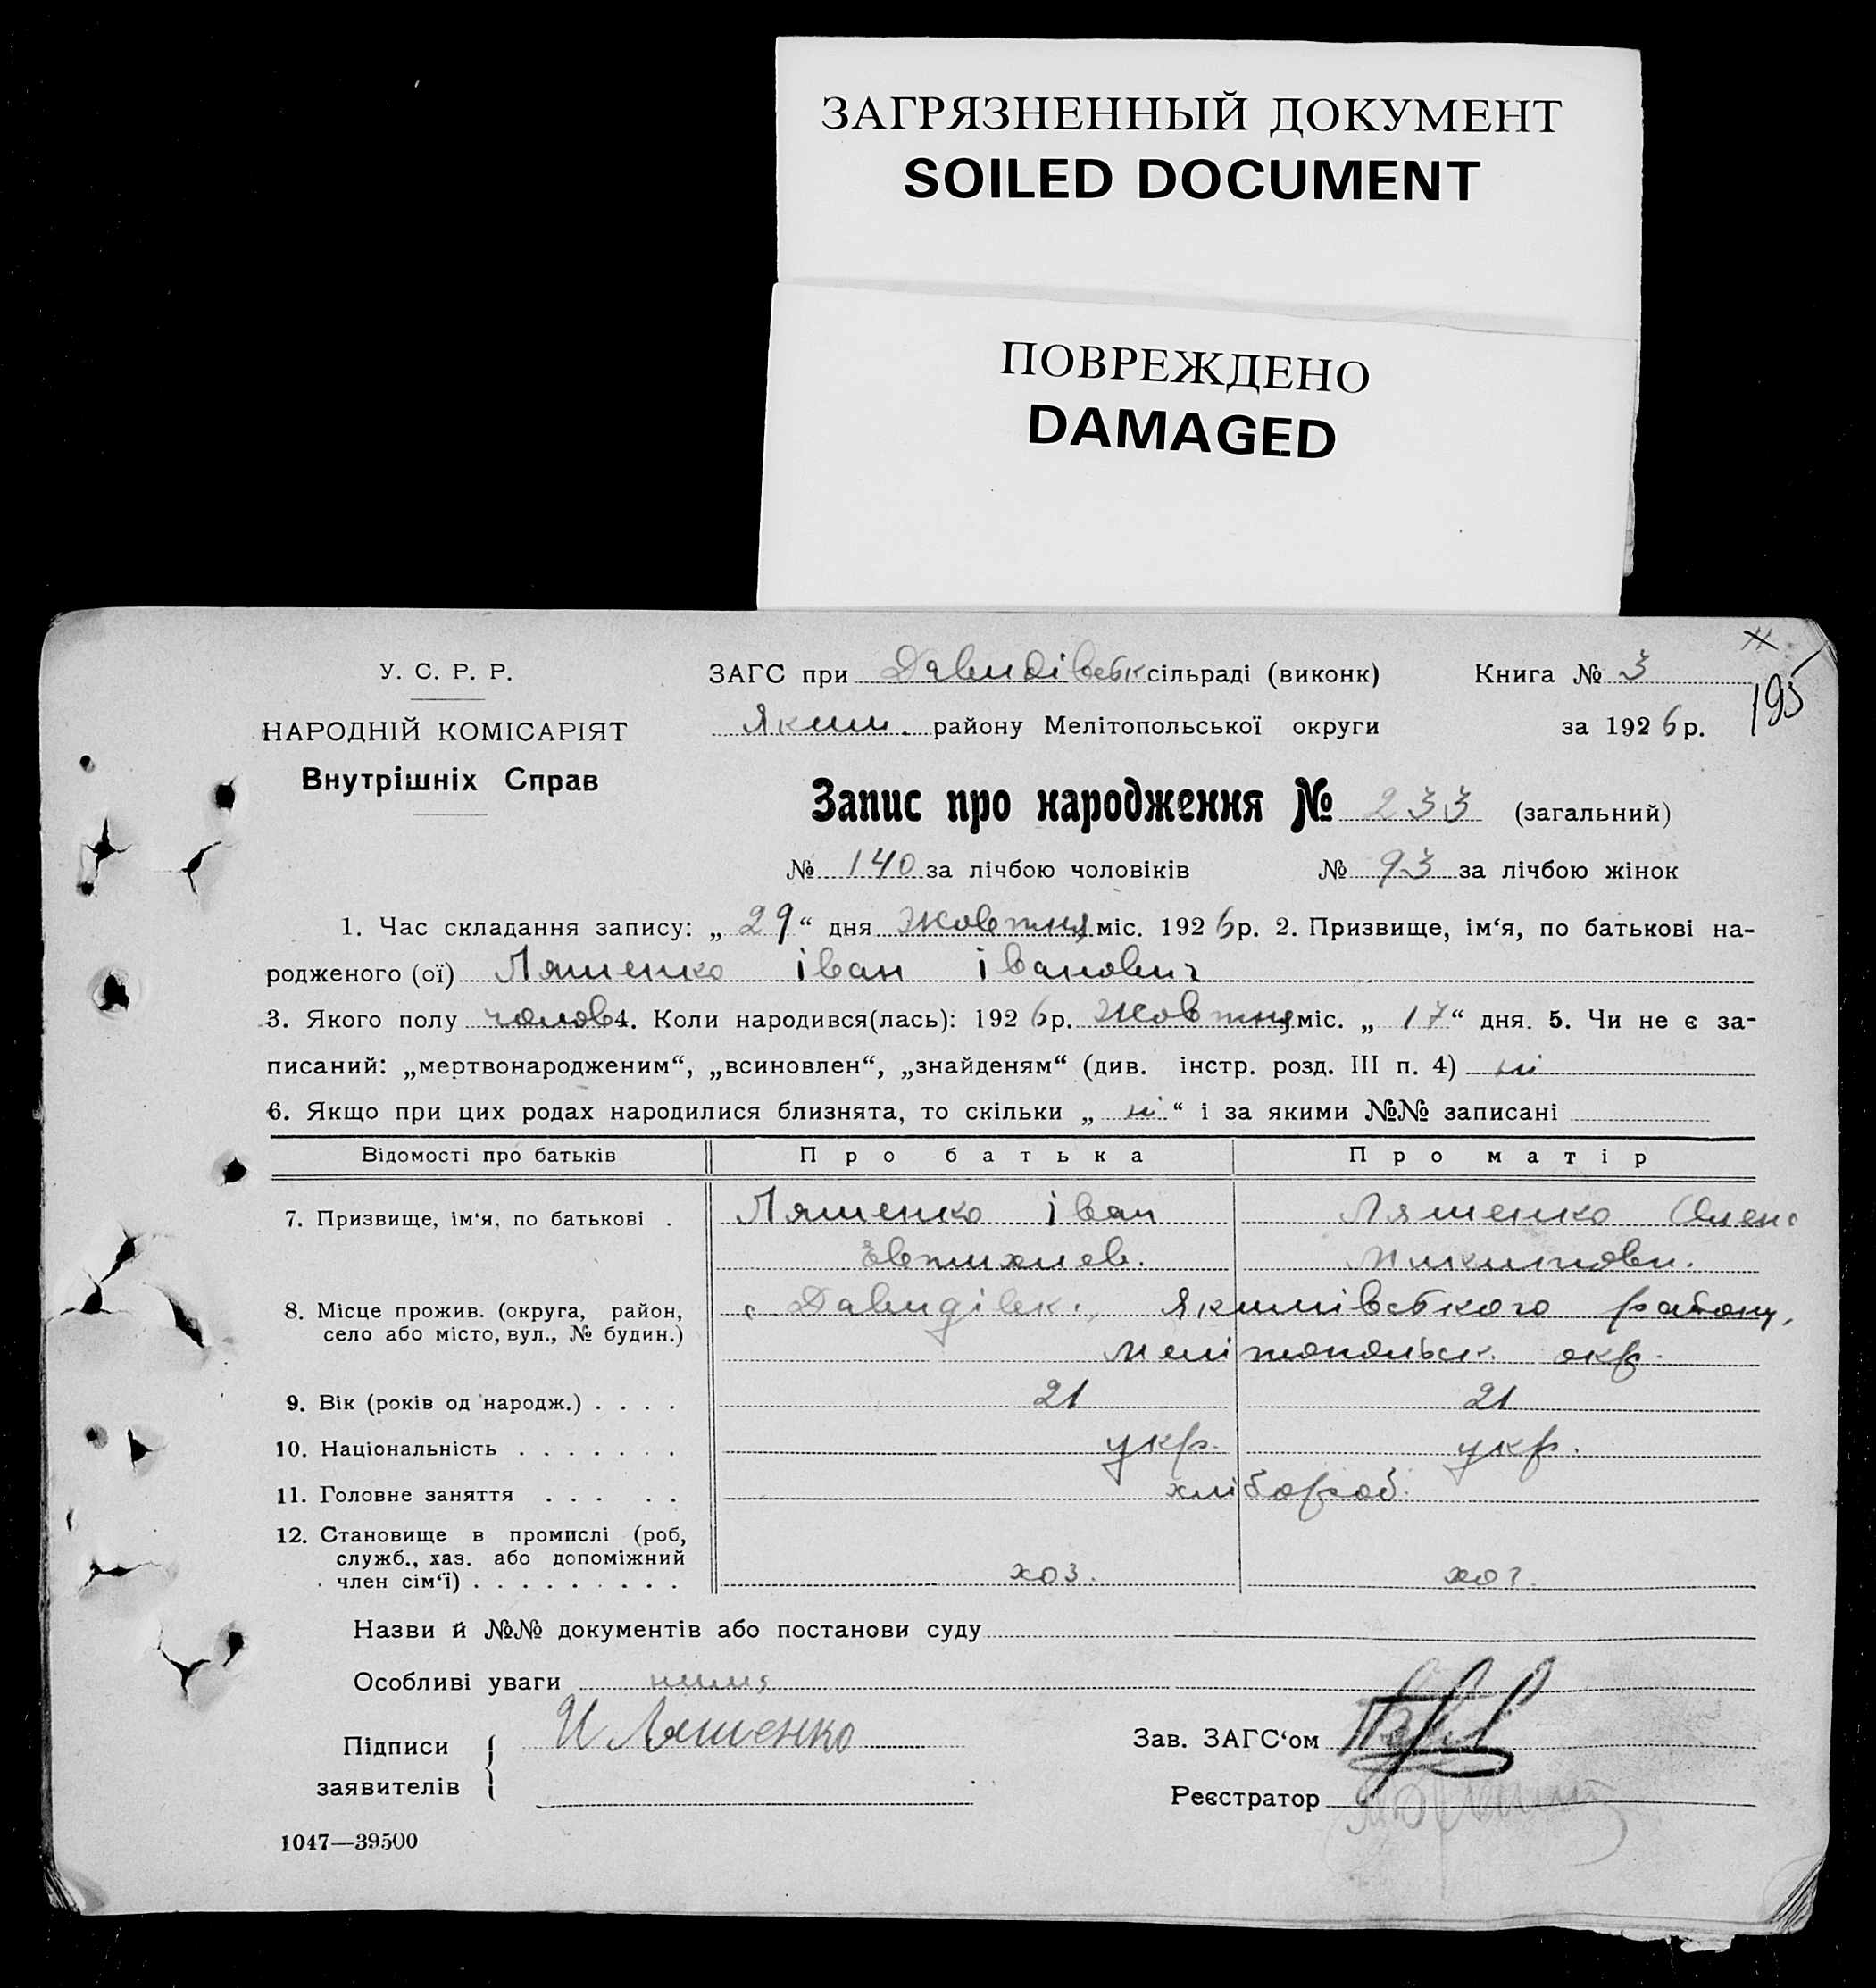 ЗАГРЯЗНЕННЫЙ ДОКУМЕНТ
SOILED DOCUMENT
ПОВРЕЖДЕНО
DAMAGED
195
У. С. Р. Р.
НАРОДНІЙ КОМІСАРІЯТ
Внутрішніх Справ
ЗАГС при Давидівськ сільраді (виконк) Книга № 3
Яким. району Мелітопольської округи за 1926 р.
Запис про народження № 233 (загальний)
№ 140 за лічбою чоловіків № 93 за лічбою жінок
1. Час складання запису: „29“ дня Жовтня міс. 1926 р. 2. Призвище, ім‘я, по батькові на-
родженого (ої) Ляшенко іван іванович
3. Якого полу чолов 4. Коли народився(лась): 1926 р. Жовтня міс. „17“ дня. 5. Чи не є за-
писаний: „мертвонародженим“, „всиновлен“, „знайденям“ (див. інстр. розд. III п. 4) ні
6. Якщо при цих родах народилися близнята, то скільки „ні“ і за якими №№ записані
Відомості про батьків Про батька Про матір
7. Призвище, ім‘я, по батькові . Ляшенко іван Ляшенко Олена
Евтихиев. Микитови.
8. Місце прожив. (округа, район, с. Давидівк., Якимівського району,
село або місто, вул., № будин.) Мелітопольськ. окр.
9. Вік (років од народж.) . . . . 21 21
10. Національність . . . . . . . укр. укр.
11. Головне заняття . . . . . хлібороб.
12. Становище в промислі (роб,
служб., хаз. або допоміжний
член сім‘ї) . . . . . . . . . хоз. хоз.
Назви й №№ документів або постанови суду
Особливі уваги
Підписи И Ляшенко Зав. ЗАГС‘ом
заявителів Реєстратор
1047—39500